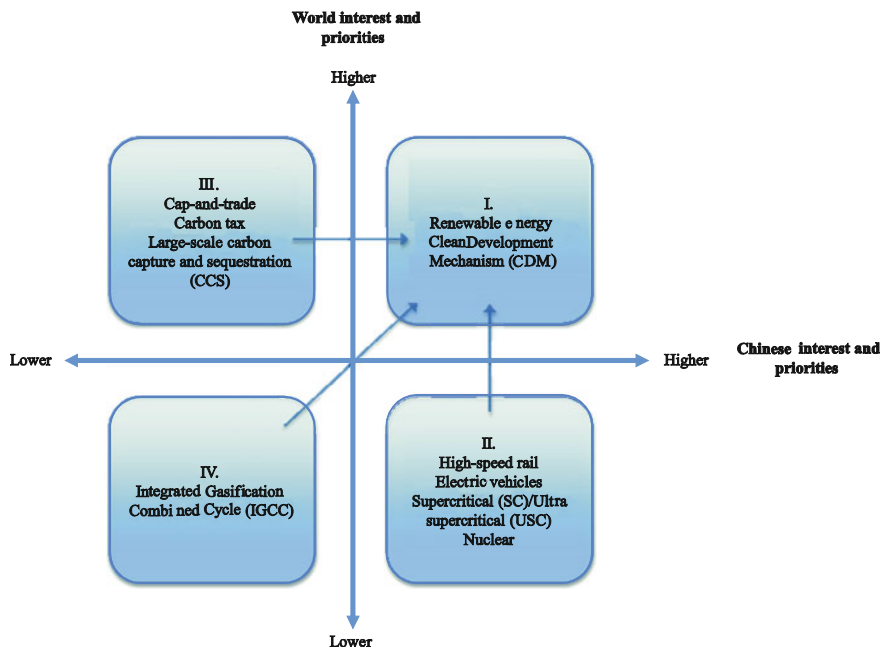 World interest and
priorities
Higher
III.
Cap-and-trade
Carbon tax
Large-scale carbon
capture and sequestration
(CCS)
I.
Renewable e nergy
CleanDevelopment
Mechanism (CDM)
Lower
Higher
Chinese interest and
priorities
IV.
Integrated Gasification
Combi ned Cycle (IGCC)
II.
High-speed rail
Electric vehicles
Supercritical (SC)/Ultra
supercritical (USC)
Nuclear
Lower